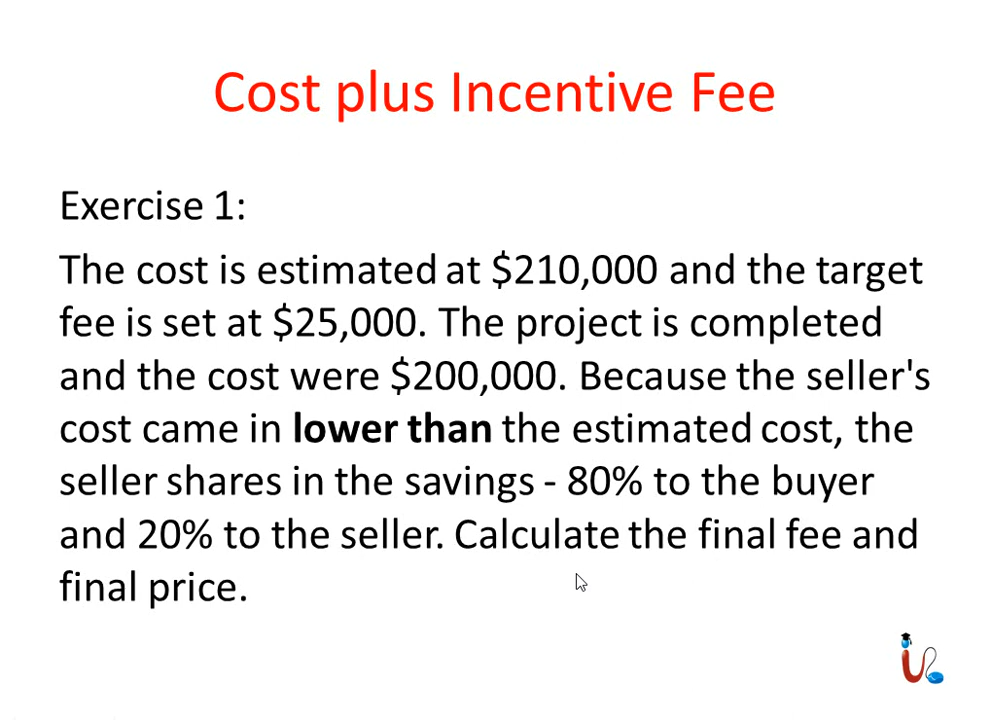 Cost plus Incentive Fee
Exercise 1:
The cost is estimated at $210,000 and the target
fee is set at $25,000. The project is completed
and the cost were $200,000. Because the seller's
cost came in lower than the estimated cost, the
seller shares in the savings - 80% to the buyer
and 20% to the seller. Calculate the final fee and
final price.